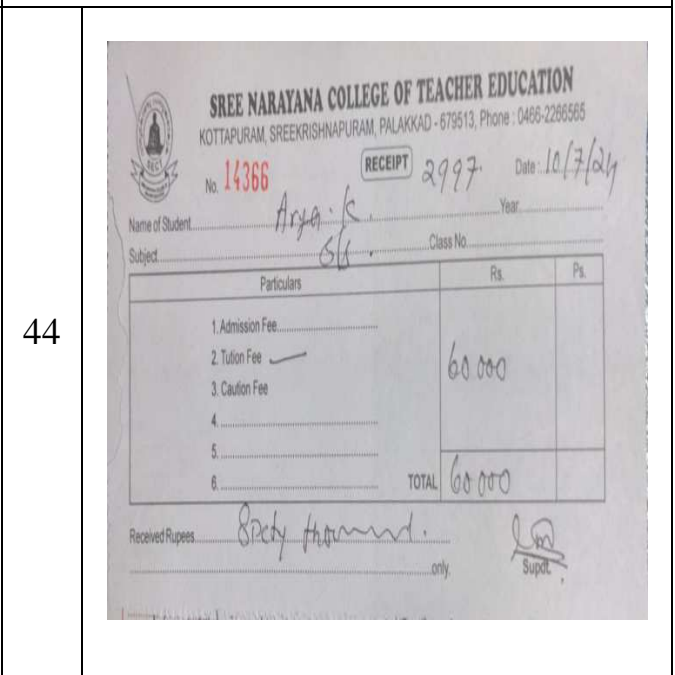 44
SREE NARAYANA COLLEGE OF TEACHER EDUCATION
KOTTAPURAM, SREEKRISHNAPURAM, PALAKKAD - 679513, Phone : 0466-2266565
No. 14366 RECEIPT 2997. Date: 10/7/24
Name of Student Arya. K. Year
Subject Class No
Particulars Rs. Ps.
1. Admission Fee
2. Tution Fee 60 000
3. Caution Fee
4.
5.
6. TOTAL 60 000
Received Rupees thousand.
only. Supdt.